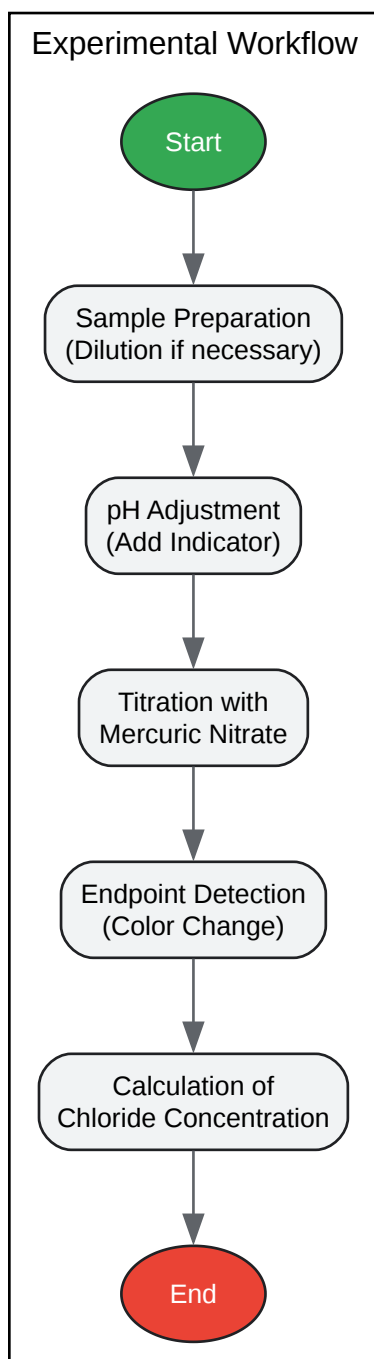 Experimental Workflow
Start
Sample Preparation
(Dilution if necessary)
pH Adjustment
(Add Indicator)
Titration with
Mercuric Nitrate
Endpoint Detection
(Color Change)
Calculation of
Chloride Concentration
End